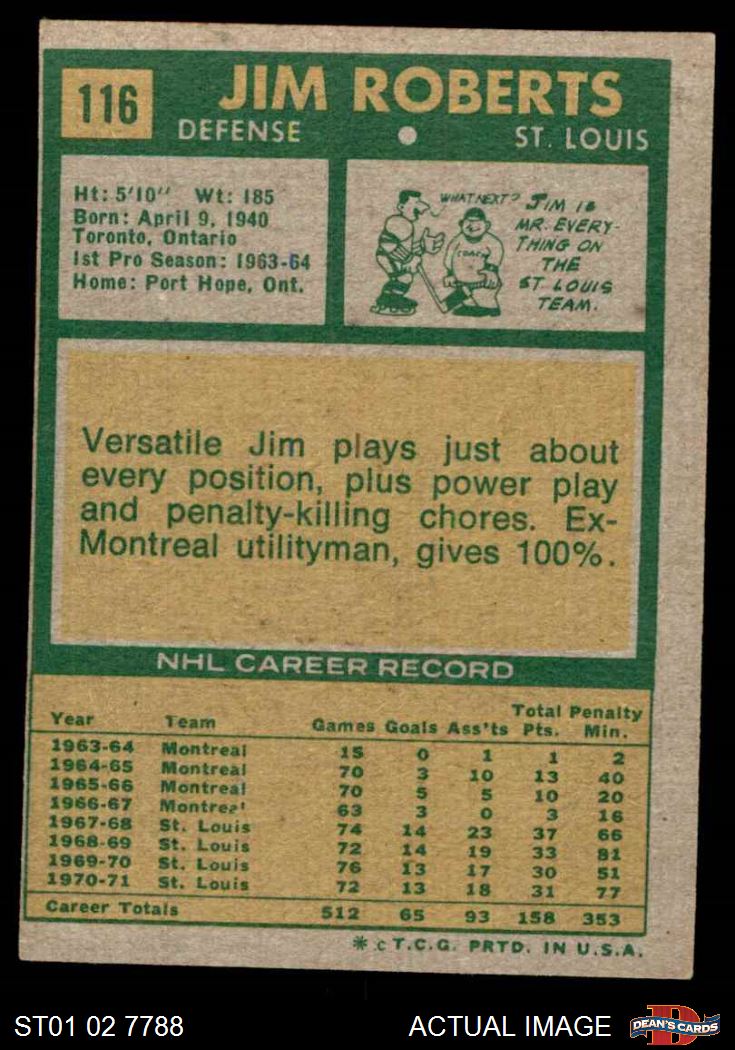 116
JIM ROBERTS
DEFENSE
ST. LOUIS
Ht: 5'10" Wt: 185
Born: April 9, 1940
Toronto, Ontario
1st Pro Season: 1963-64
Home: Port Hope, Ont.
WHAT NEXT?
COACH
JIM IS
MR. EVERY-
THING ON
THE
ST. LOUIS
TEAM.
Versatile Jim plays just about
every position, plus power play
and penalty-killing chores. Ex-
Montreal utilityman, gives 100%.
NHL CAREER RECORD
Year Team Games Goals Ass'ts Total Pts. Penalty Min.
1963-64 Montreal 15 0 1 1 2
1964-65 Montreal 70 3 10 13 40
1965-66 Montreal 70 5 5 10 20
1966-67 Montreal 63 3 0 3 16
1967-68 St. Louis 74 14 23 37 66
1968-69 St. Louis 72 14 19 33 81
1969-70 St. Louis 76 13 17 30 51
1970-71 St. Louis 72 13 18 31 77
Career Totals 512 65 93 158 353
* c T.C.G. PRTD. IN U.S.A.
ST01 02 7788
ACTUAL IMAGE
DEAN'S CARDS